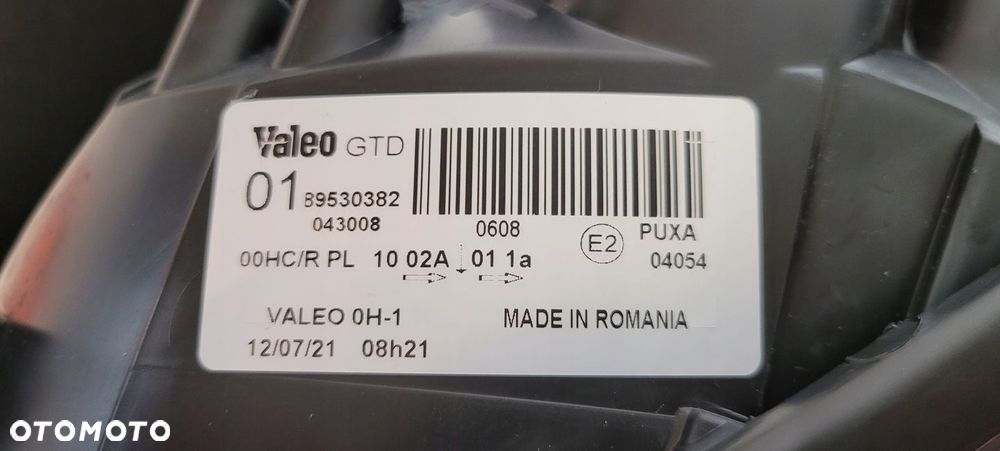 Valeo GTD
01 89530382
043008
0608
E2
PUXA
04054
00HC/R PL 10 02A 01 1a
VALEO 0H-1
MADE IN ROMANIA
12/07/21 08h21
OTOMOTO